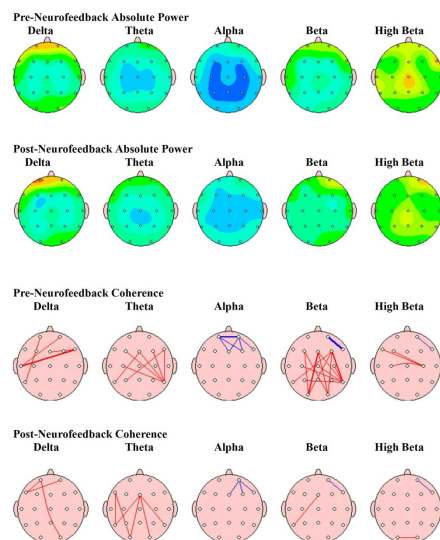 Pre-Neurofeedback Absolute Power
Delta Theta Alpha Beta High Beta
Post-Neurofeedback Absolute Power
Delta Theta Alpha Beta High Beta
Pre-Neurofeedback Coherence
Delta Theta Alpha Beta High Beta
Post-Neurofeedback Coherence
Delta Theta Alpha Beta High Beta